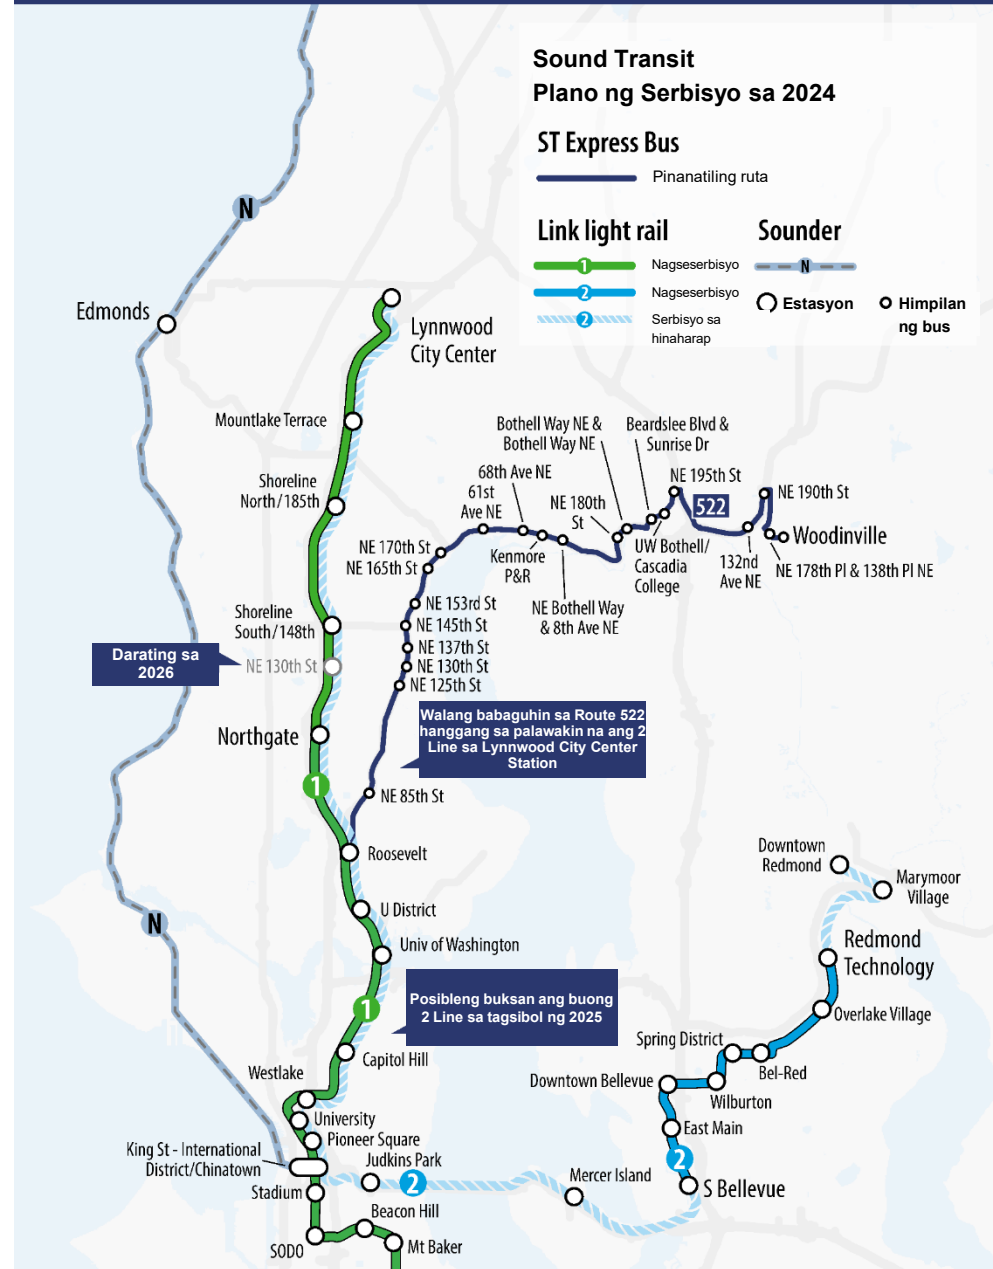 Sound Transit
Plano ng Serbisyo sa 2024
ST Express Bus
Pinanatiling ruta
Link light rail
Sounder
1
Nagseserbisyo
N
2
Nagseserbisyo
2
Serbisyo sa
hinaharap
Estasyon
Himpilan
ng bus
N
Edmonds
Lynnwood
City Center
Mountlake Terrace
Shoreline
North/185th
Bothell Way NE &
Bothell Way NE
Beardslee Blvd &
Sunrise Dr
68th Ave NE
61st
Ave NE
NE 180th
St
NE 195th St
522
NE 190th St
Woodinville
NE 170th St
NE 165th St
Kenmore
P&R
UW Bothell/
Cascadia
College
132nd
Ave NE
NE 178th Pl & 138th Pl NE
NE Bothell Way
& 8th Ave NE
NE 153rd St
NE 145th St
NE 137th St
NE 130th St
NE 125th St
Shoreline
South/148th
Darating sa
2026
NE 130th St
Northgate
Walang babaguhin sa Route 522
hanggang sa palawakin na ang 2
Line sa Lynnwood City Center
Station
1
NE 85th St
Roosevelt
Downtown
Redmond
Marymoor
Village
U District
N
Univ of Washington
Redmond
Technology
Posibleng buksan ang buong
2 Line sa tagsibol ng 2025
1
Overlake Village
Spring District
Bel-Red
Capitol Hill
Westlake
Downtown Bellevue
Wilburton
University
East Main
Pioneer Square
King St - International
District/Chinatown
Judkins Park
2
2
Mercer Island
S Bellevue
Stadium
Beacon Hill
SODO
Mt Baker